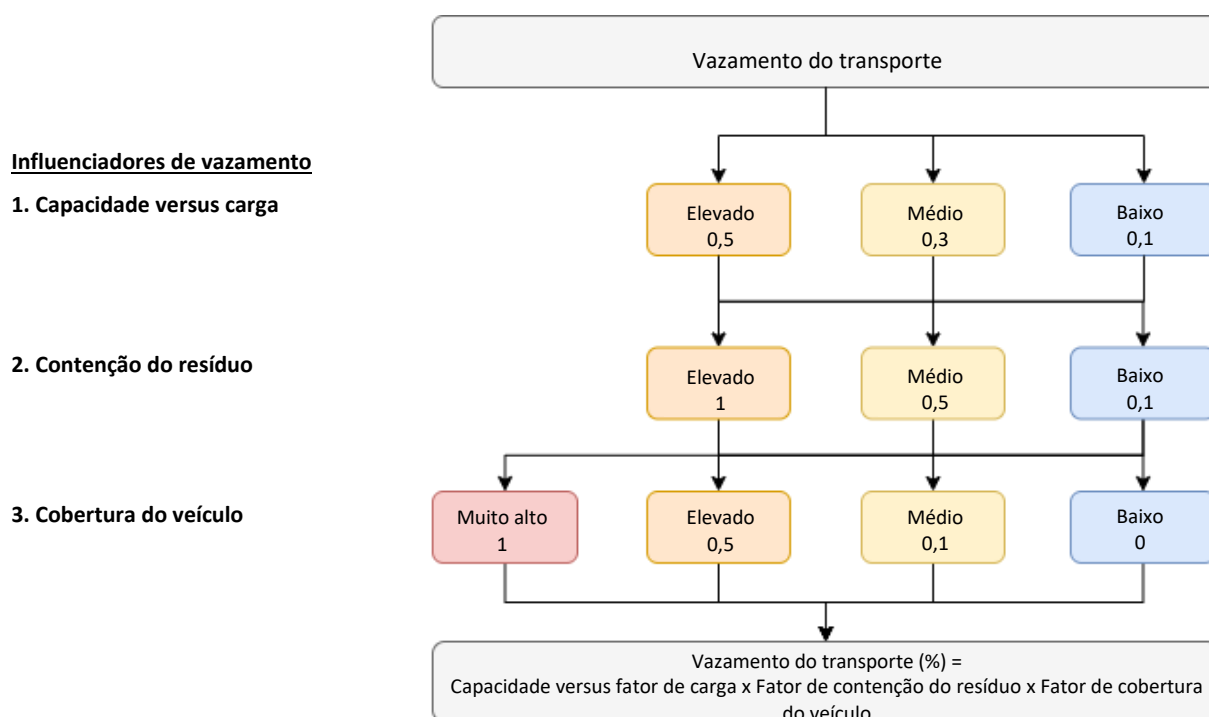 Vazamento do transporte
Influenciadores de vazamento
1. Capacidade versus carga
Elevado
0,5
Médio
0,3
Baixo
0,1
2. Contenção do resíduo
Elevado
1
Médio
0,5
Baixo
0,1
3. Cobertura do veículo
Muito alto
1
Elevado
0,5
Médio
0,1
Baixo
0
Vazamento do transporte (%) =
Capacidade versus fator de carga x Fator de contenção do resíduo x Fator de cobertura
do veículo